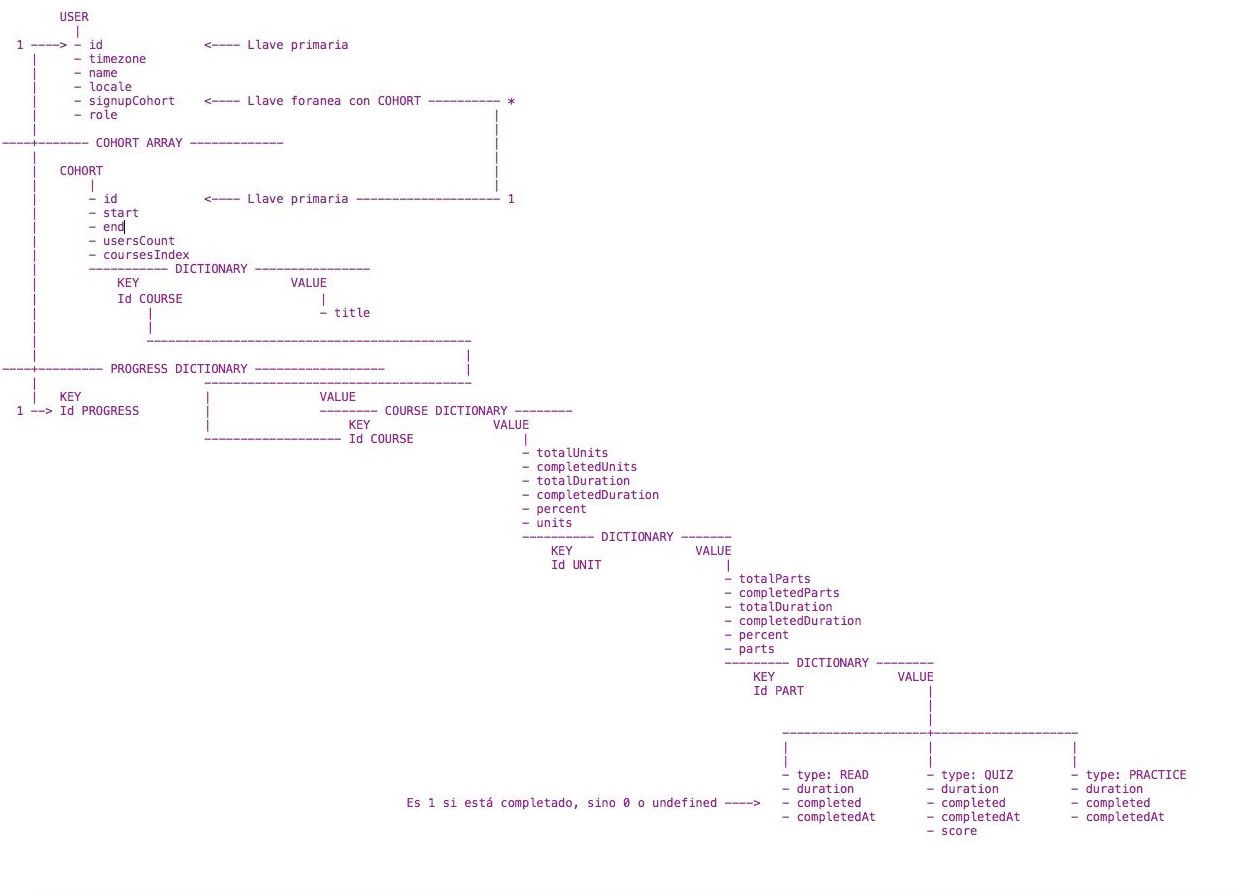 USER
|
1 ----> - id <---- Llave primaria
| - timezone
| - name
| - locale
| - signupCohort <---- Llave foranea con COHORT ---------- *
| - role |
| |
----+------- COHORT ARRAY ------------- |
| |
| COHORT |
| | |
| - id <---- Llave primaria -------------------- 1
| - start
| - end
| - usersCount
| - coursesIndex
| ----------- DICTIONARY ----------------
| KEY VALUE
| Id COURSE |
| | - title
| |
| ---------------------------------------------
| |
----+--------- PROGRESS DICTIONARY ------------------ |
| -------------------------------------
| KEY | VALUE
1 --> Id PROGRESS | -------- COURSE DICTIONARY --------
| KEY VALUE
------------------- Id COURSE |
- totalUnits
- completedUnits
- totalDuration
- completedDuration
- percent
- units
---------- DICTIONARY -------
KEY VALUE
Id UNIT |
- totalParts
- completedParts
- totalDuration
- completedDuration
- percent
- parts
--------- DICTIONARY --------
KEY VALUE
Id PART |
|
|
--------------------+--------------------
| | |
| | |
- type: READ - type: QUIZ - type: PRACTICE
- duration - duration - duration
Es 1 si está completado, sino 0 o undefined ----> - completed - completed - completed
- completedAt - completedAt - completedAt
- score